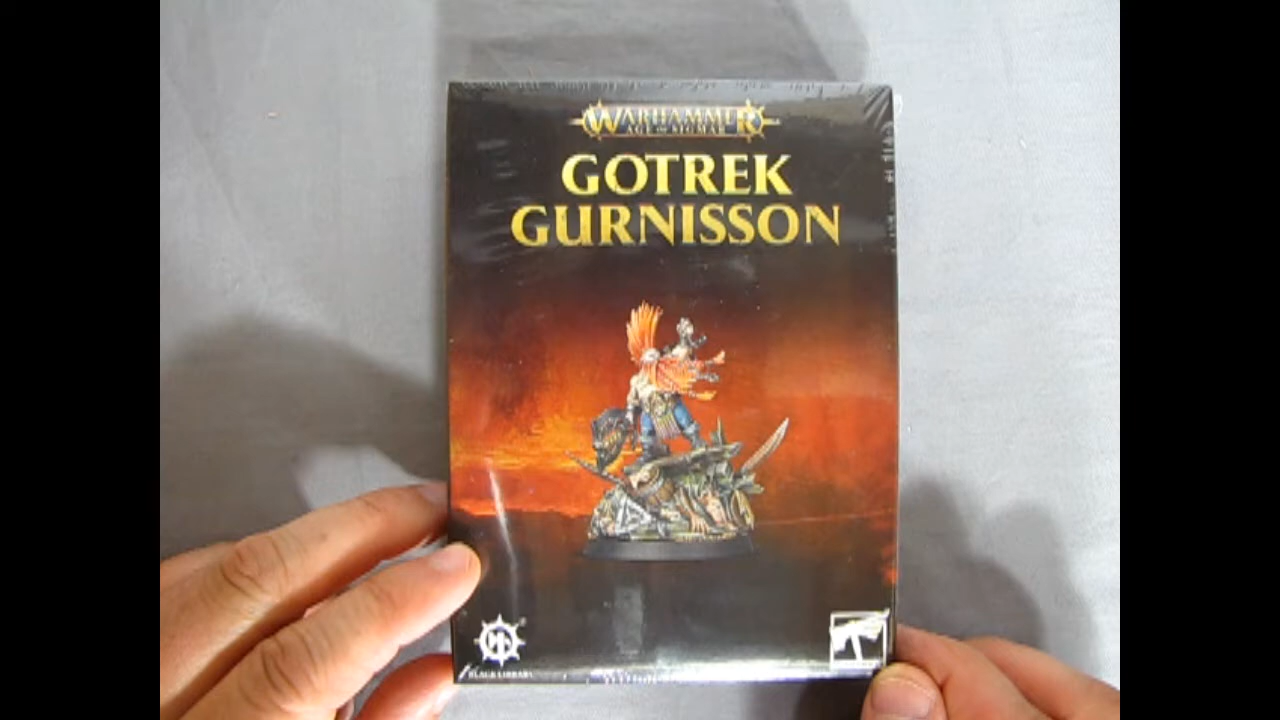 WARHAMMER
AGE OF SIGMAR
GOTREK
GURNISSON
BLACK LIBRARY